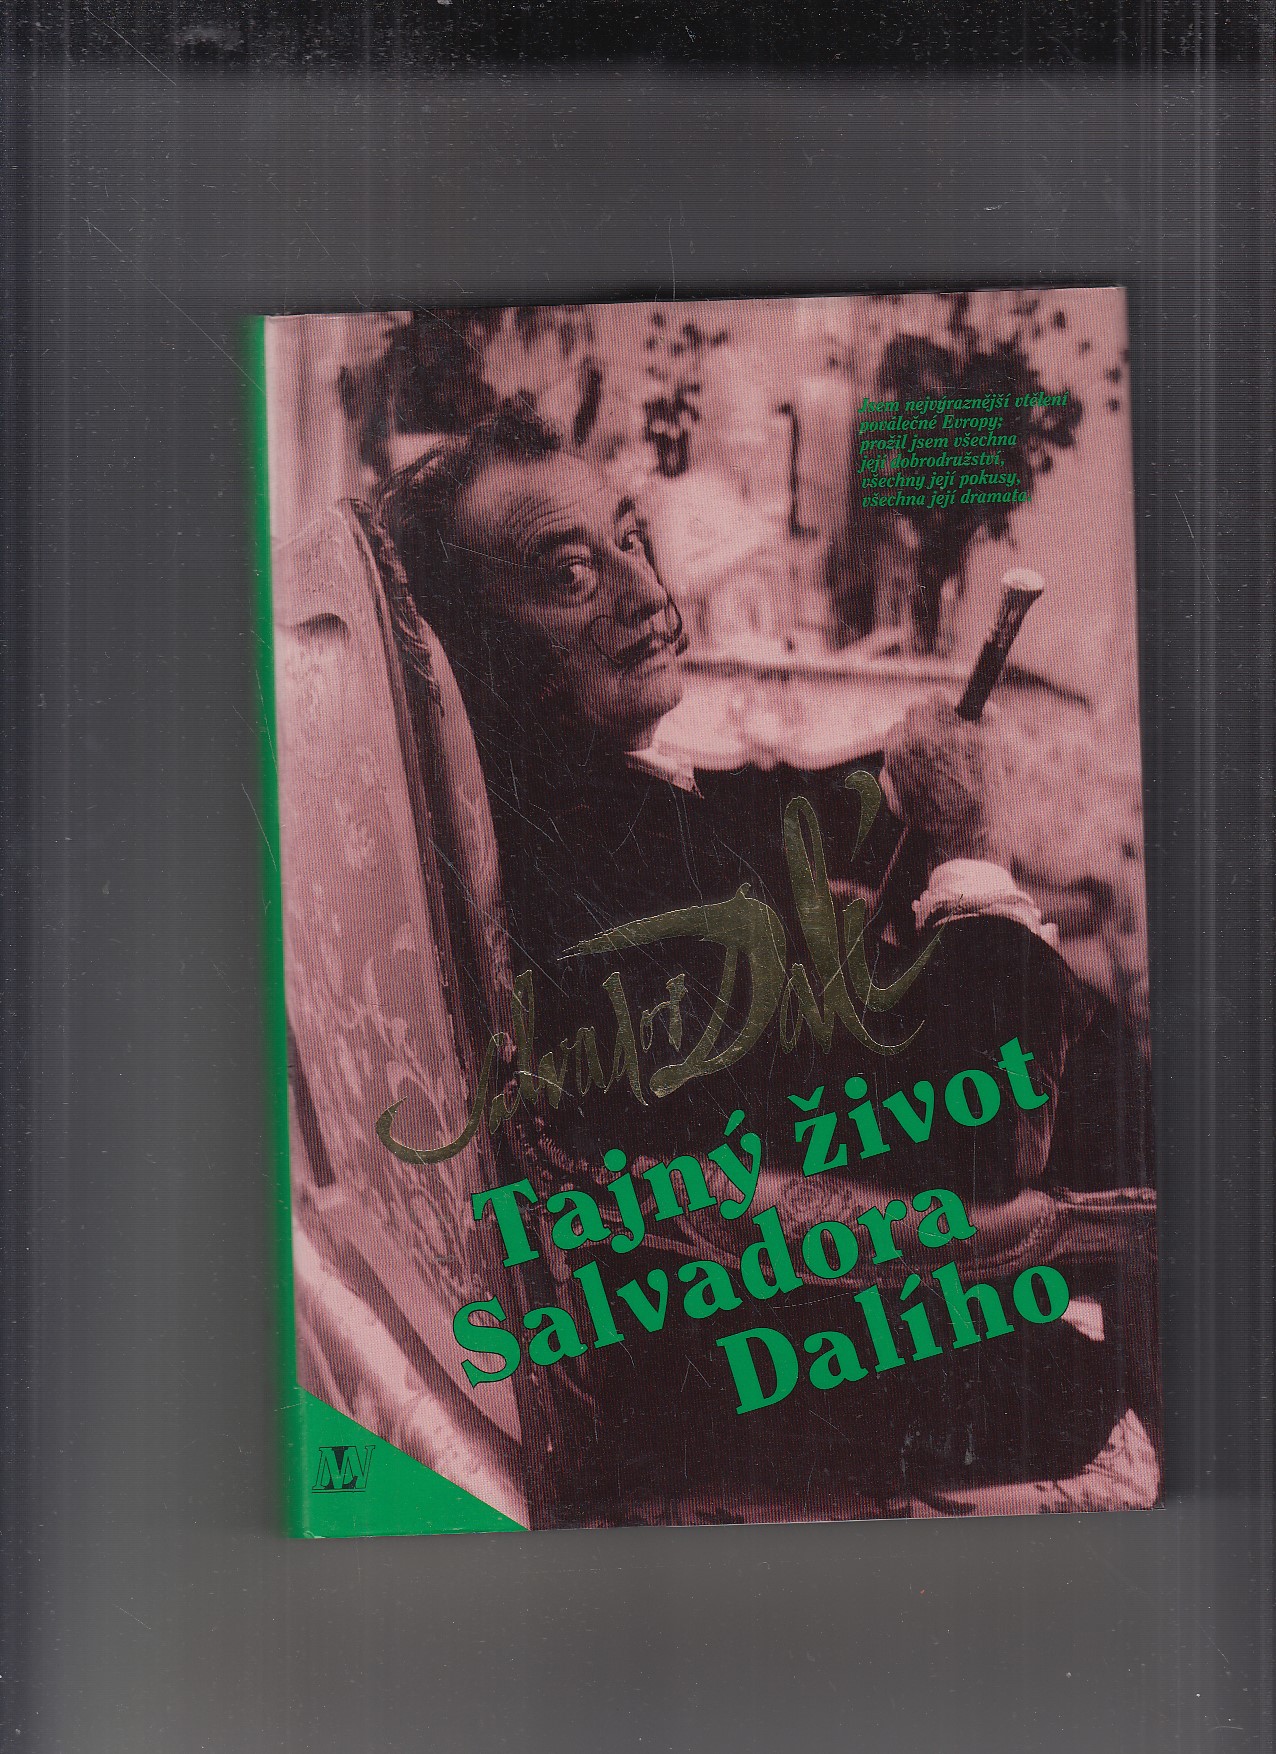 Jsem nejvýraznější vtělení
poválečné Evropy;
prožil jsem všechna
její dobrodružství,
všechny její pokusy,
všechna její dramata.
Salvador Dalí
Tajný život
Salvadora
Dalího
MN